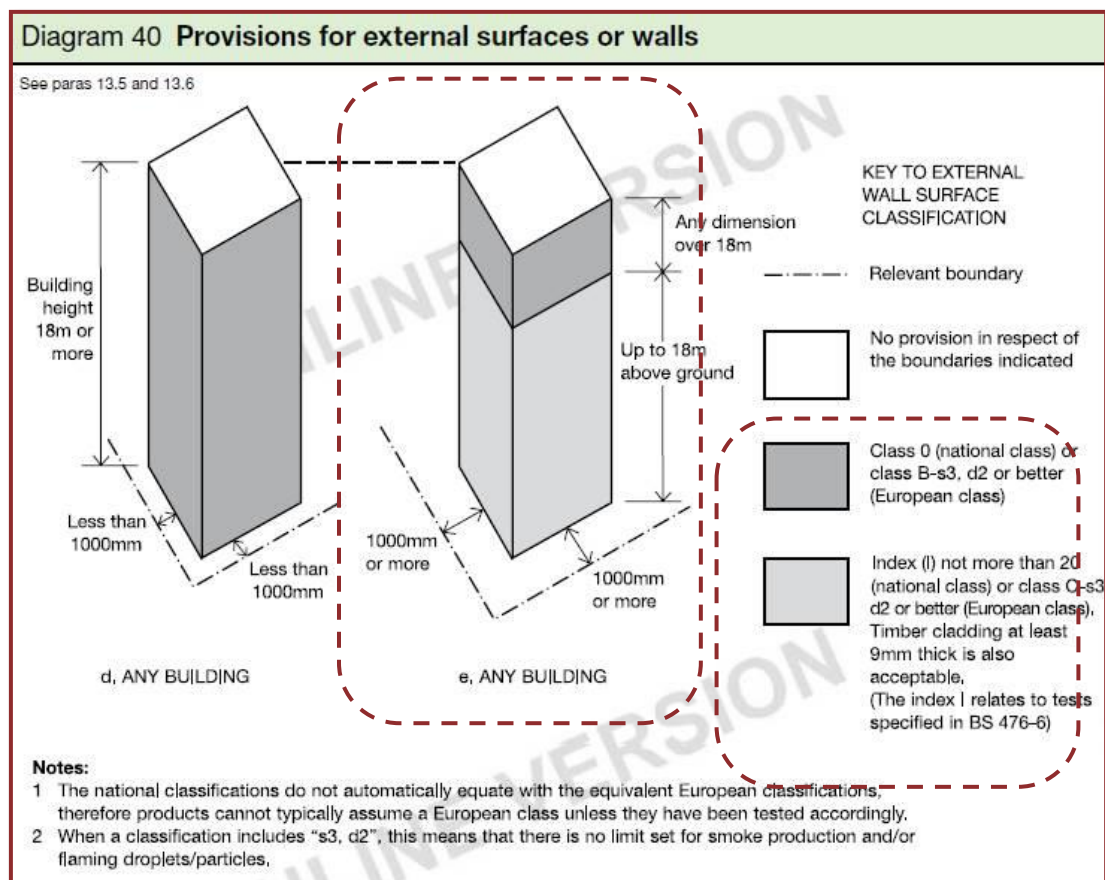 Diagram 40 Provisions for external surfaces or walls
See paras 13.5 and 13.6
Building
height
18m or
more
Less than
1000mm
Less than
1000mm
d, ANY BUILDING
Any dimension
over 18m
Up to 18m
above ground
1000mm
or more
1000mm
or more
e, ANY BUILDING
KEY TO EXTERNAL
WALL SURFACE
CLASSIFICATION
Relevant boundary
No provision in respect of
the boundaries indicated
Class 0 (national class) or
class B-s3, d2 or better
(European class)
Index (I) not more than 20
(national class) or class C-s3
d2 or better (European class),
Timber cladding at least
9mm thick is also
acceptable,
(The index I relates to tests
specified in BS 476-6)
Notes:
1 The national classifications do not automatically equate with the equivalent European classifications,
therefore products cannot typically assume a European class unless they have been tested accordingly.
2 When a classification includes “s3, d2”, this means that there is no limit set for smoke production and/or
flaming droplets/particles,
LINE VERSION
LINE VERSION